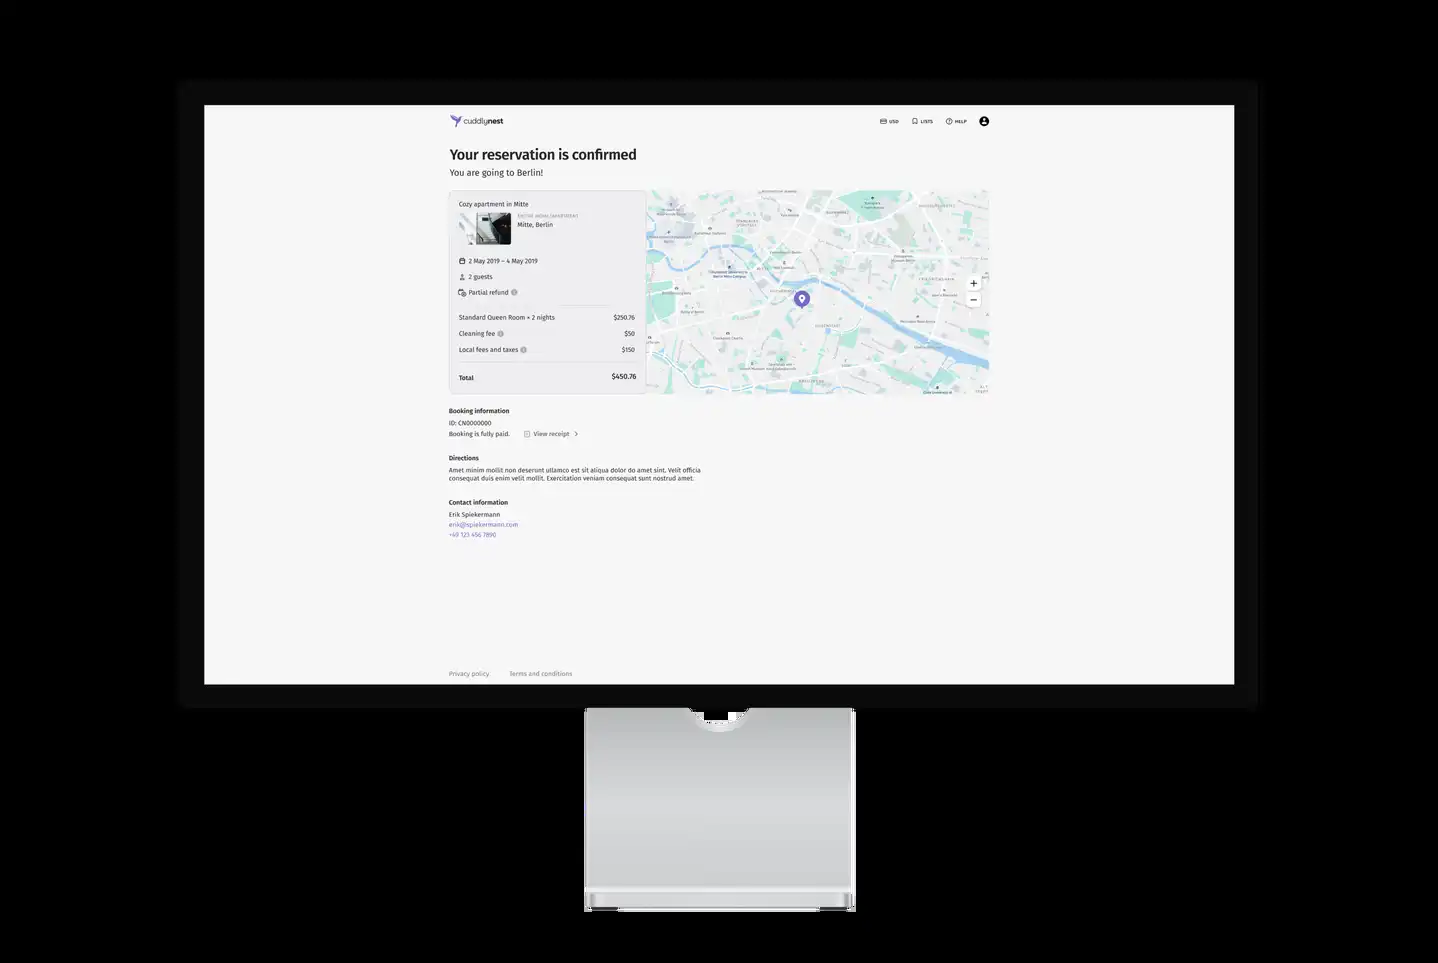 cuddlynest
USD
LISTS
HELP
Your reservation is confirmed
You are going to Berlin!
Cozy apartment in Mitte
ENTIRE HOME/APARTMENT
Mitte, Berlin
2 May 2019 – 4 May 2019
2 guests
Partial refund
Standard Queen Room × 2 nights $250.76
Cleaning fee $50
Local fees and taxes $150
Total $450.76
+
−
Booking information
ID: CN0000000
Booking is fully paid. View receipt
Directions
Amet minim mollit non deserunt ullamco est sit aliqua dolor do amet sint. Velit officia
consequat duis enim velit mollit. Exercitation veniam consequat sunt nostrud amet.
Contact information
Erik Spiekermann
erik@spiekermann.com
+49 123 456 7890
Privacy policy Terms and conditions